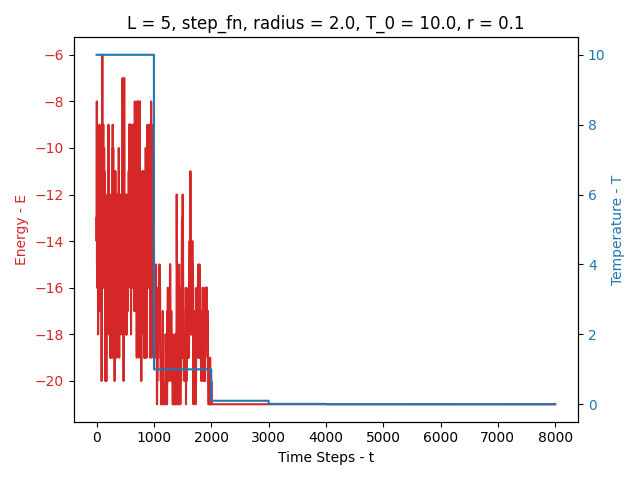 L = 5, step_fn, radius = 2.0, T_0 = 10.0, r = 0.1
Energy - E
−6
−8
−10
−12
−14
−16
−18
−20
10
8
6
4
2
0
Temperature - T
0 1000 2000 3000 4000 5000 6000 7000 8000
Time Steps - t